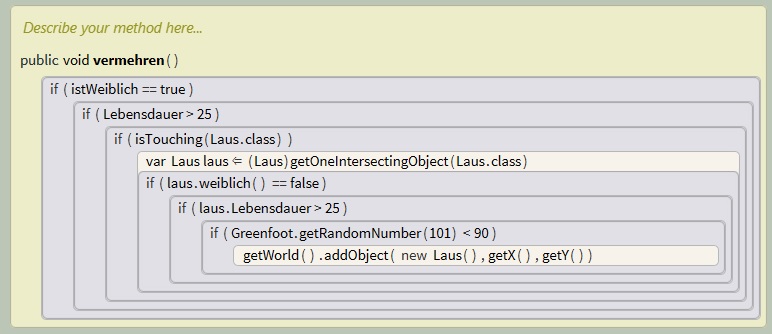 Describe your method here...
public void vermehren()
if ( istWeiblich == true )
if ( Lebensdauer > 25 )
if ( isTouching(Laus.class) )
var Laus laus ⇐ (Laus)getOneIntersectingObject(Laus.class)
if ( laus.weiblich() == false )
if ( laus.Lebensdauer > 25 )
if ( Greenfoot.getRandomNumber(101) < 90 )
getWorld().addObject( new Laus(),getX(),getY())